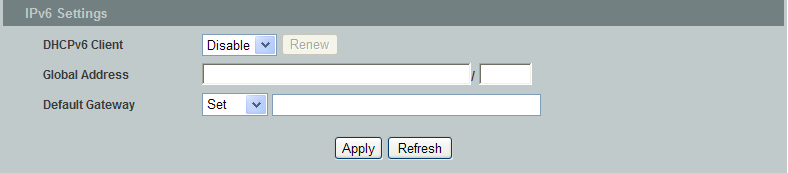 IPv6 Settings
DHCPv6 Client Disable Renew
Global Address /
Default Gateway Set
Apply Refresh